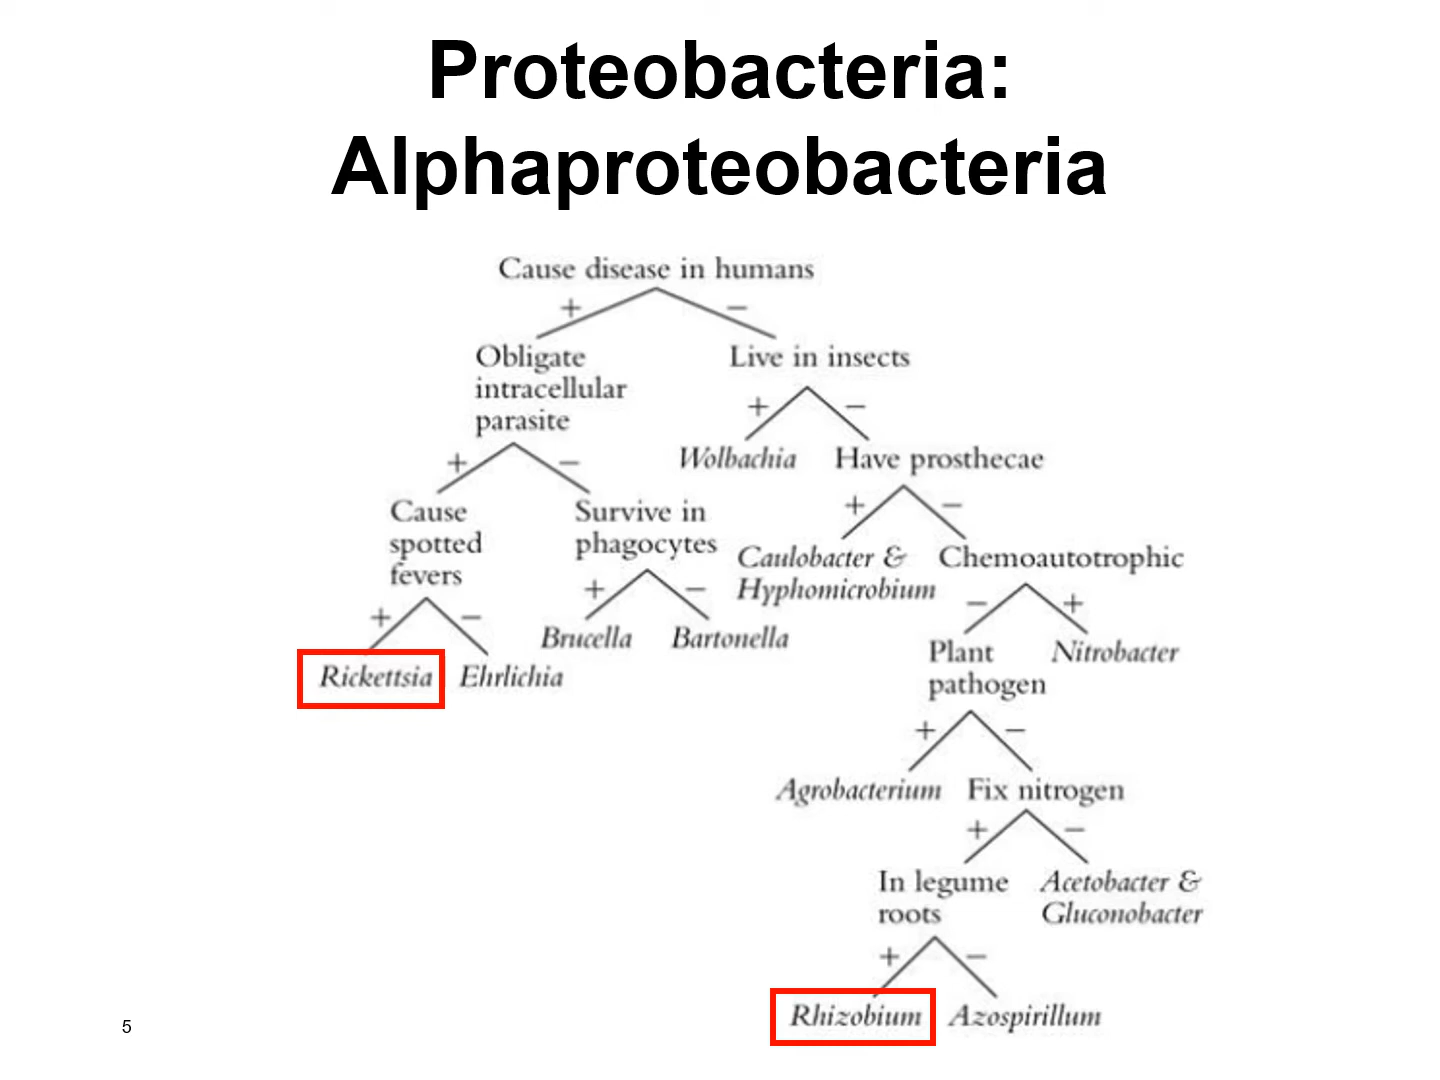 Proteobacteria:
Alphaproteobacteria
Cause disease in humans
+ −
Obligate
intracellular
parasite
Live in insects
+ −
+ −
Wolbachia
Have prosthecae
Cause
spotted
fevers
Survive in
phagocytes
+ −
Caulobacter &
Hyphomicrobium
Chemoautotrophic
+ −
+ −
− +
Rickettsia
Ehrlichia
Brucella
Bartonella
Plant
pathogen
Nitrobacter
+ −
Agrobacterium
Fix nitrogen
+ −
In legume
roots
Acetobacter &
Gluconobacter
+ −
Rhizobium
Azospirillum
5